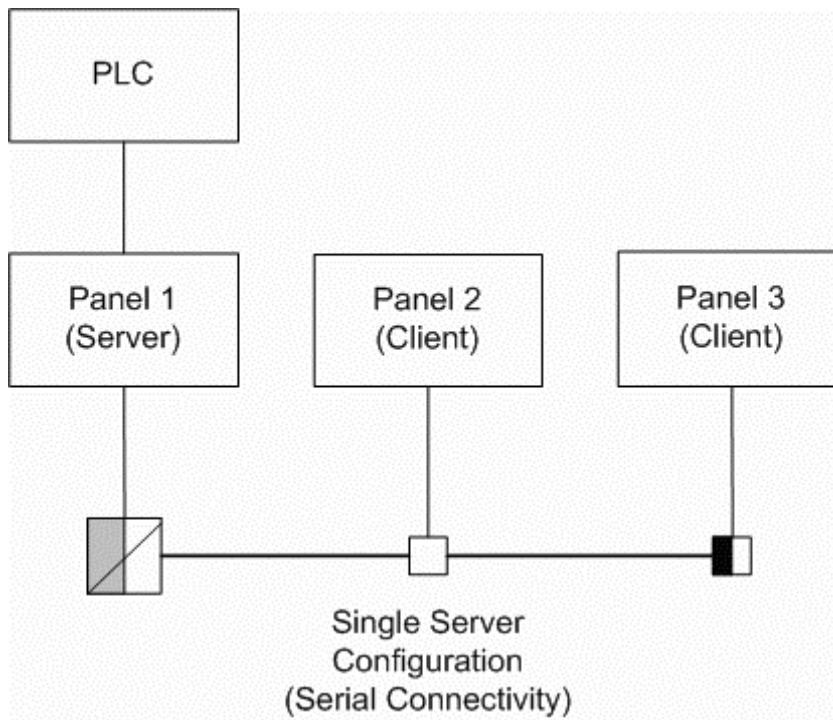 PLC
Panel 1
(Server)
Panel 2
(Client)
Panel 3
(Client)
Single Server
Configuration
(Serial Connectivity)